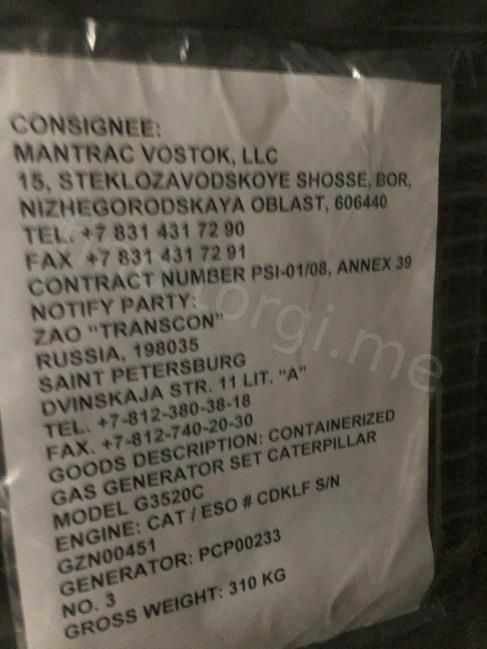 CONSIGNEE:
MANTRAC VOSTOK, LLC
15, STEKLOZAVODSKOYE SHOSSE, BOR,
NIZHEGORODSKAYA OBLAST, 606440
TEL. +7 831 431 72 90
FAX +7 831 431 72 91
CONTRACT NUMBER PSI-01/08, ANNEX 39
NOTIFY PARTY:
ZAO "TRANSCON"
RUSSIA, 198035
SAINT PETERSBURG
DVINSKAJA STR. 11 LIT. "A"
TEL. +7-812-380-38-18
FAX. +7-812-740-20-30
GOODS DESCRIPTION: CONTAINERIZED
GAS GENERATOR SET CATERPILLAR
MODEL G3520C
ENGINE: CAT / ESO # CDKLF S/N
GZN00451
GENERATOR: PCP00233
NO. 3
GROSS WEIGHT: 310 KG